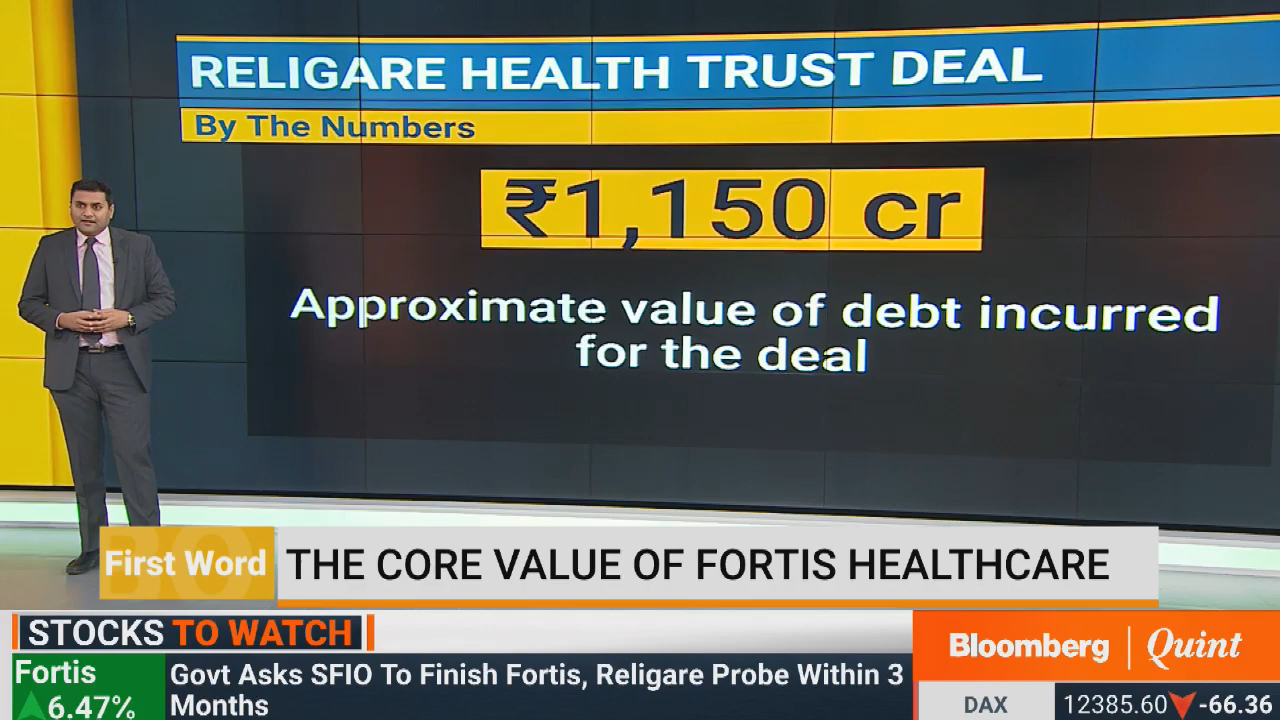 RELIGARE HEALTH TRUST DEAL
By The Numbers
₹1,150 cr
Approximate value of debt incurred
for the deal
First Word
THE CORE VALUE OF FORTIS HEALTHCARE
STOCKS TO WATCH
Fortis
6.47%
Govt Asks SFIO To Finish Fortis, Religare Probe Within 3
Months
Bloomberg | Quint
DAX
12385.60
-66.36